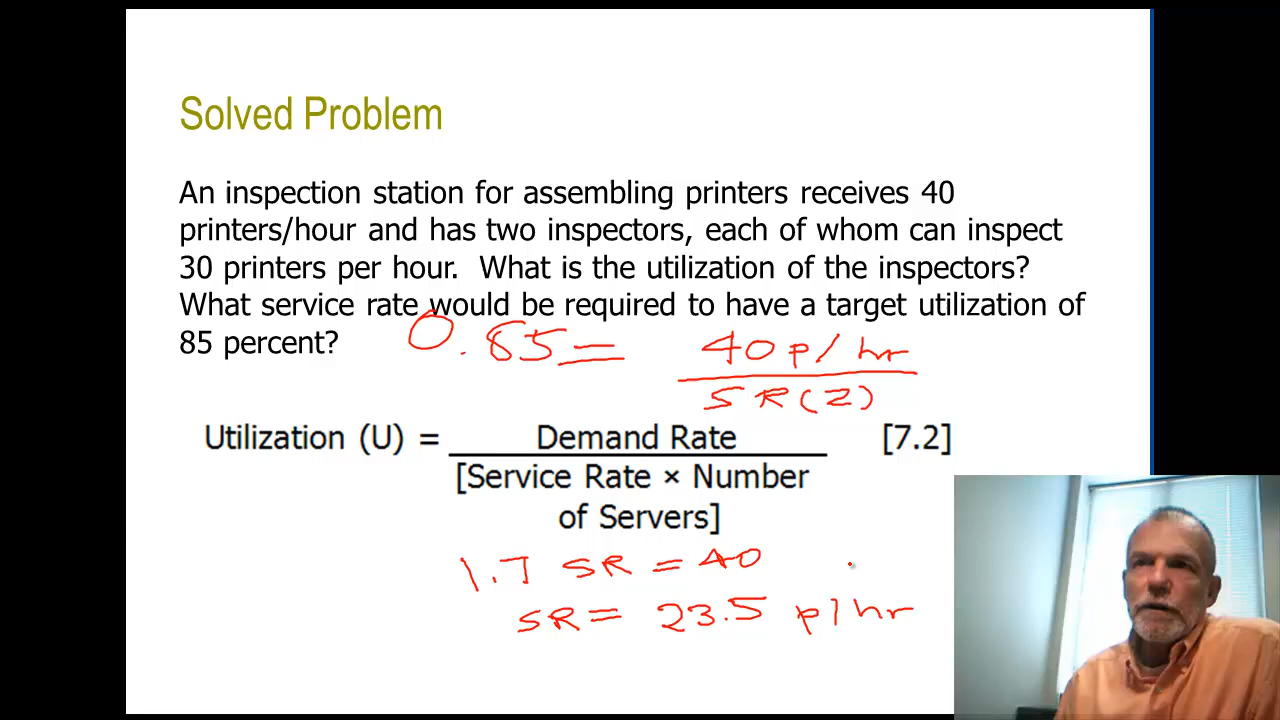 Solved Problem
An inspection station for assembling printers receives 40
printers/hour and has two inspectors, each of whom can inspect
30 printers per hour. What is the utilization of the inspectors?
What service rate would be required to have a target utilization of
85 percent?
0.85 = 40 p/hr
SR(2)
Utilization (U) = Demand Rate [7.2]
[Service Rate × Number
of Servers]
1.7 SR = 40
SR = 23.5 p/hr